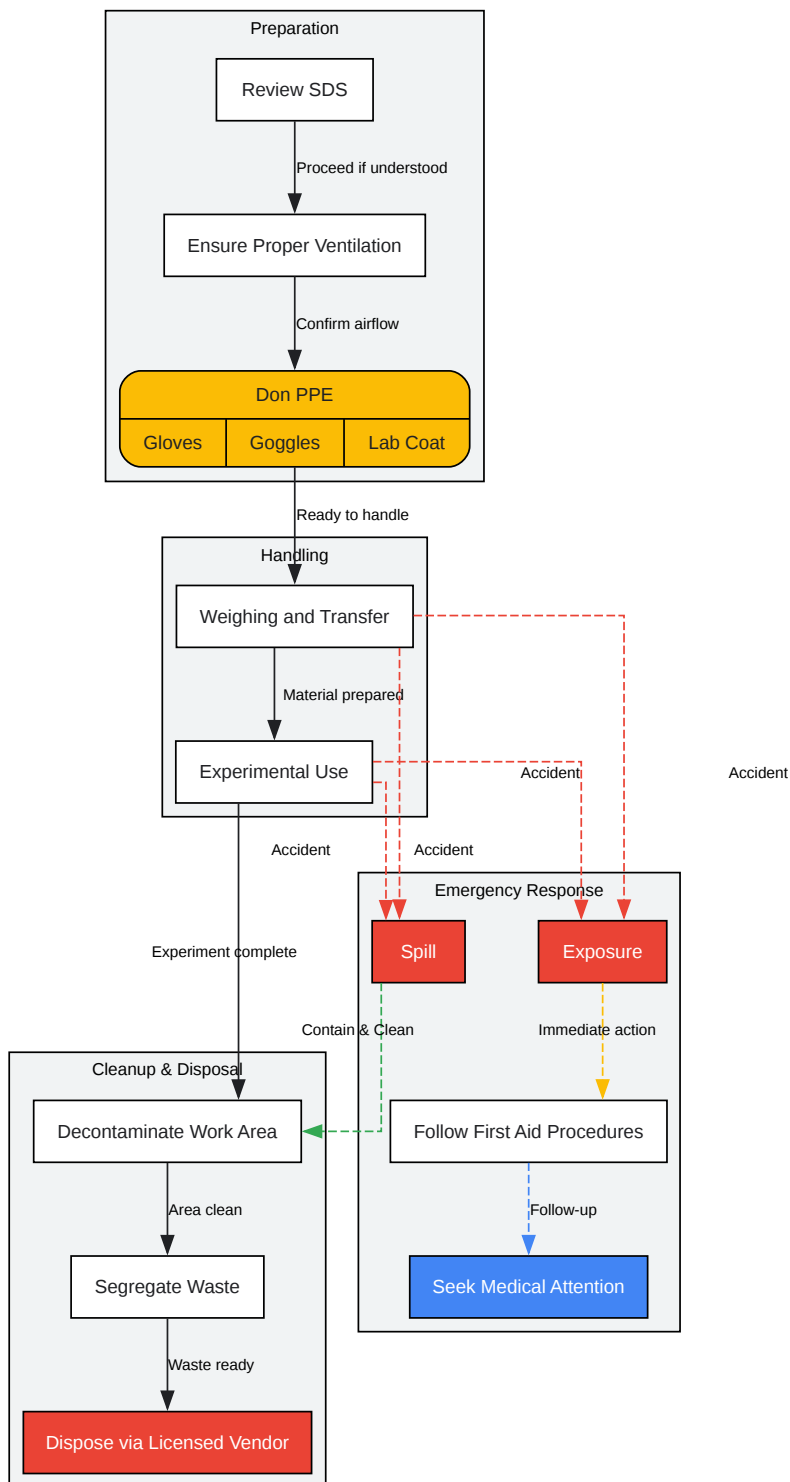 Preparation
Review SDS
Proceed if understood
Ensure Proper Ventilation
Confirm airflow
Don PPE
Gloves
Goggles
Lab Coat
Ready to handle
Handling
Weighing and Transfer
Material prepared
Experimental Use
Accident
Accident
Accident
Accident
Emergency Response
Spill
Exposure
Experiment complete
Contain & Clean
Immediate action
Cleanup & Disposal
Decontaminate Work Area
Follow First Aid Procedures
Area clean
Follow-up
Segregate Waste
Seek Medical Attention
Waste ready
Dispose via Licensed Vendor